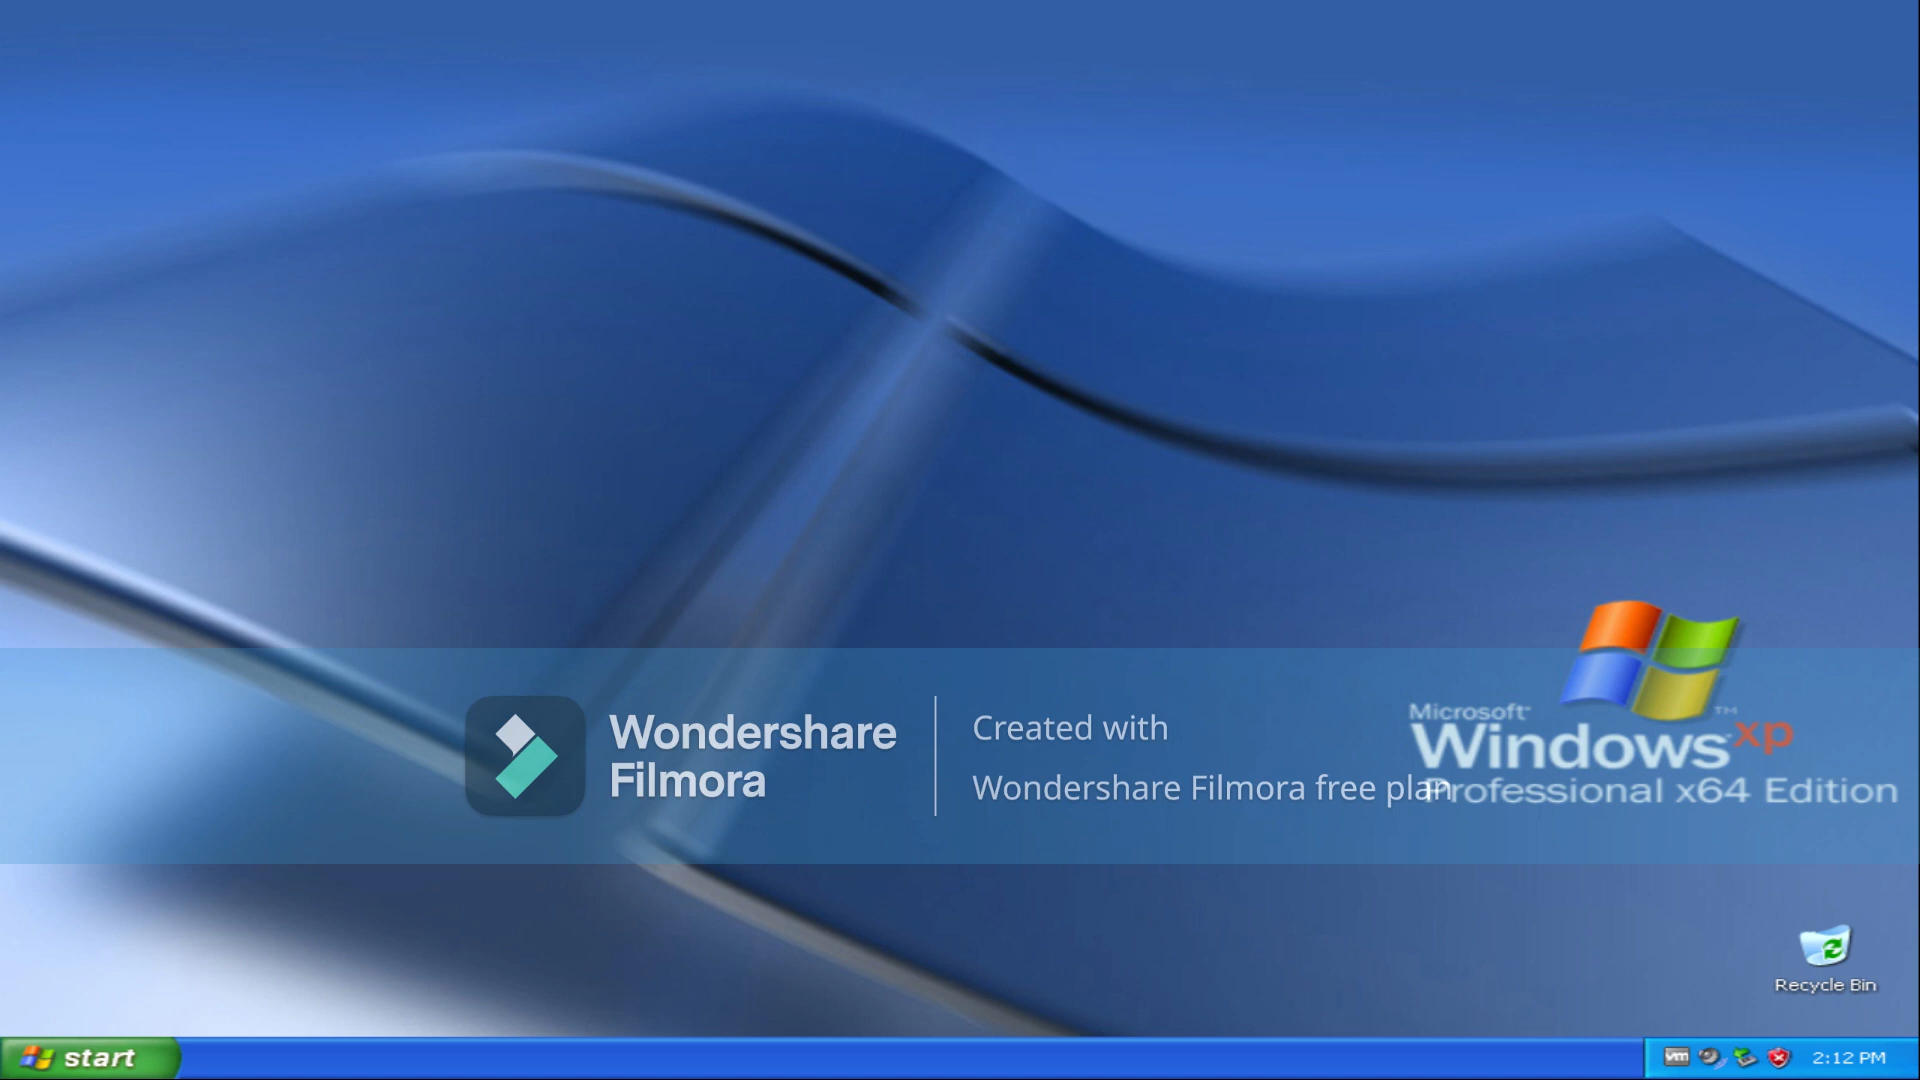 Microsoft
Windows xp
Professional x64 Edition
Wondershare
Filmora
Created with
Wondershare Filmora free plan
Recycle Bin
start
vm
2:12 PM